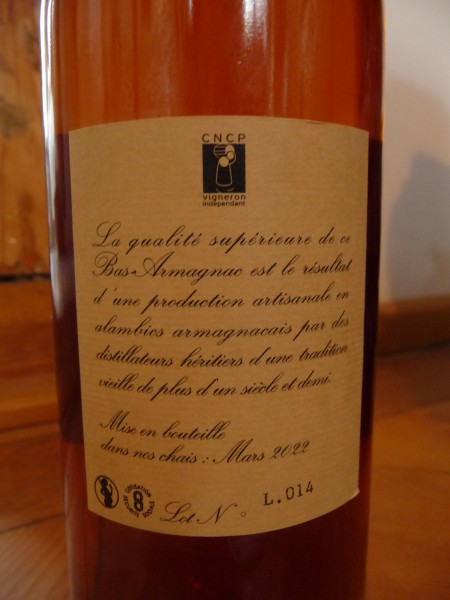 CNCP
vigneron
indépendant
La qualité supérieure de ce
Bas-Armagnac est le résultat
d'une production artisanale en
alambics armagnacais par des
distillateurs héritiers d'une tradition
vieille de plus d'un siècle et demi.
Mise en bouteille
dans nos chais : Mars 2022
Lot N° L.014